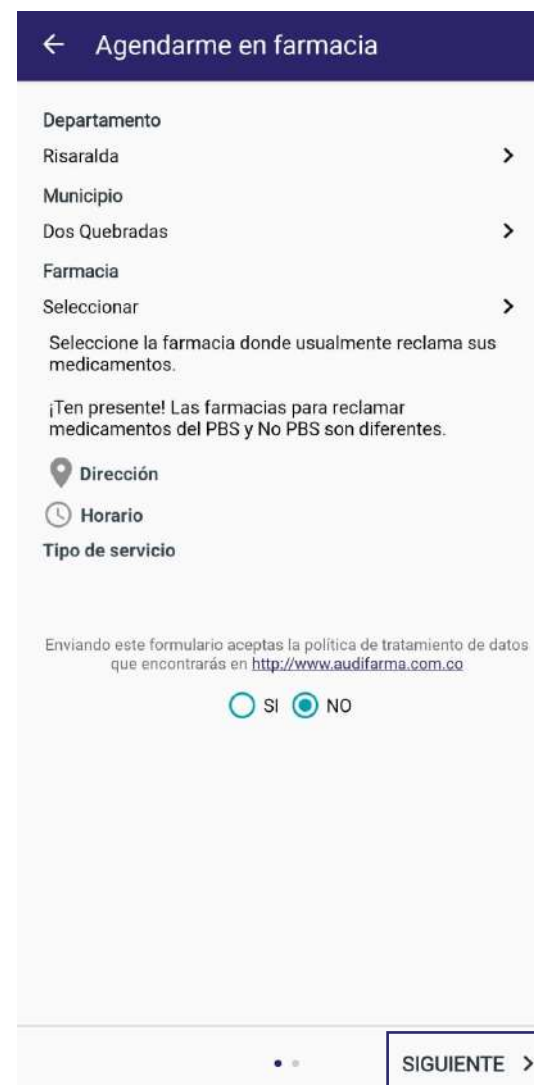 Agendarme en farmacia
Departamento
Risaralda
Municipio
Dos Quebradas
Farmacia
Seleccionar
Seleccione la farmacia donde usualmente reclama sus
medicamentos.
¡Ten presente! Las farmacias para reclamar
medicamentos del PBS y No PBS son diferentes.
Dirección
Horario
Tipo de servicio
Enviando este formulario aceptas la política de tratamiento de datos
que encontrarás en http://www.audifarma.com.co
SI NO
SIGUIENTE